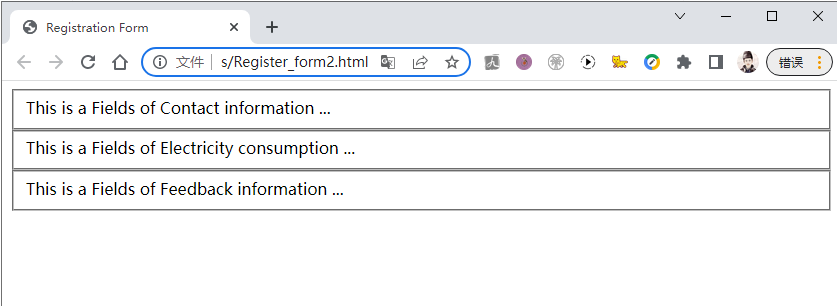 Registration Form
文件 s/Register_form2.html
错误
This is a Fields of Contact information ...
This is a Fields of Electricity consumption ...
This is a Fields of Feedback information ...